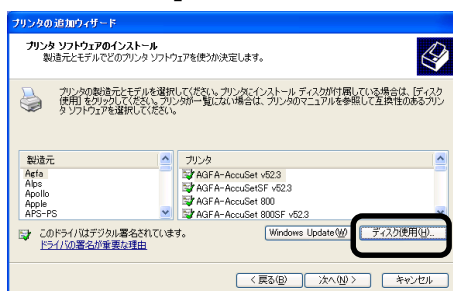 プリンタの追加ウィザード
プリンタ ソフトウェアのインストール
製造元とモデルでどのプリンタ ソフトウェアを使うか決定します。
プリンタの製造元とモデルを選択してください。プリンタにインストール ディスクが付属している場合は、[ディスク
使用] をクリックしてください。プリンタが一覧にない場合は、プリンタのマニュアルを参照して互換性のあるプリン
タ ソフトウェアを選択してください。
製造元
Agfa
Alps
Apollo
Apple
APS-PS
プリンタ
AGFA-AccuSet v52.3
AGFA-AccuSetSF v52.3
AGFA-AccuSet 800
AGFA-AccuSet 800SF v52.3
このドライバはデジタル署名されています。
ドライバの署名が重要な理由
Windows Update(W)
ディスク使用(H)...
< 戻る(B)
次へ(N) >
キャンセル